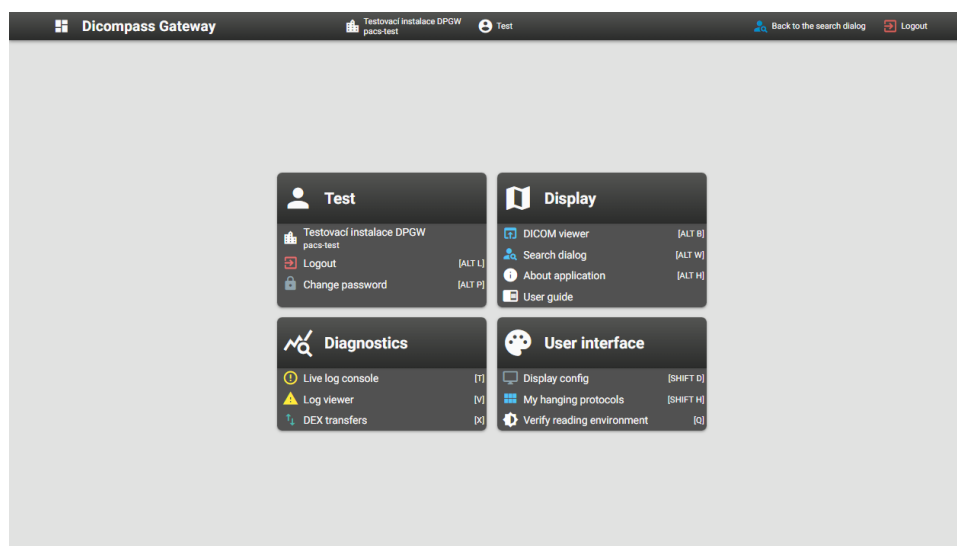 Dicompass Gateway
Testovací instalace DPGW
pacs-test
Test
Back to the search dialog
Logout
Test
Testovací instalace DPGW
pacs-test
Logout [ALT L]
Change password [ALT P]
Display
DICOM viewer [ALT B]
Search dialog [ALT W]
About application [ALT H]
User guide
Diagnostics
Live log console [T]
Log viewer [V]
DEX transfers [X]
User interface
Display config [SHIFT D]
My hanging protocols [SHIFT H]
Verify reading environment [Q]